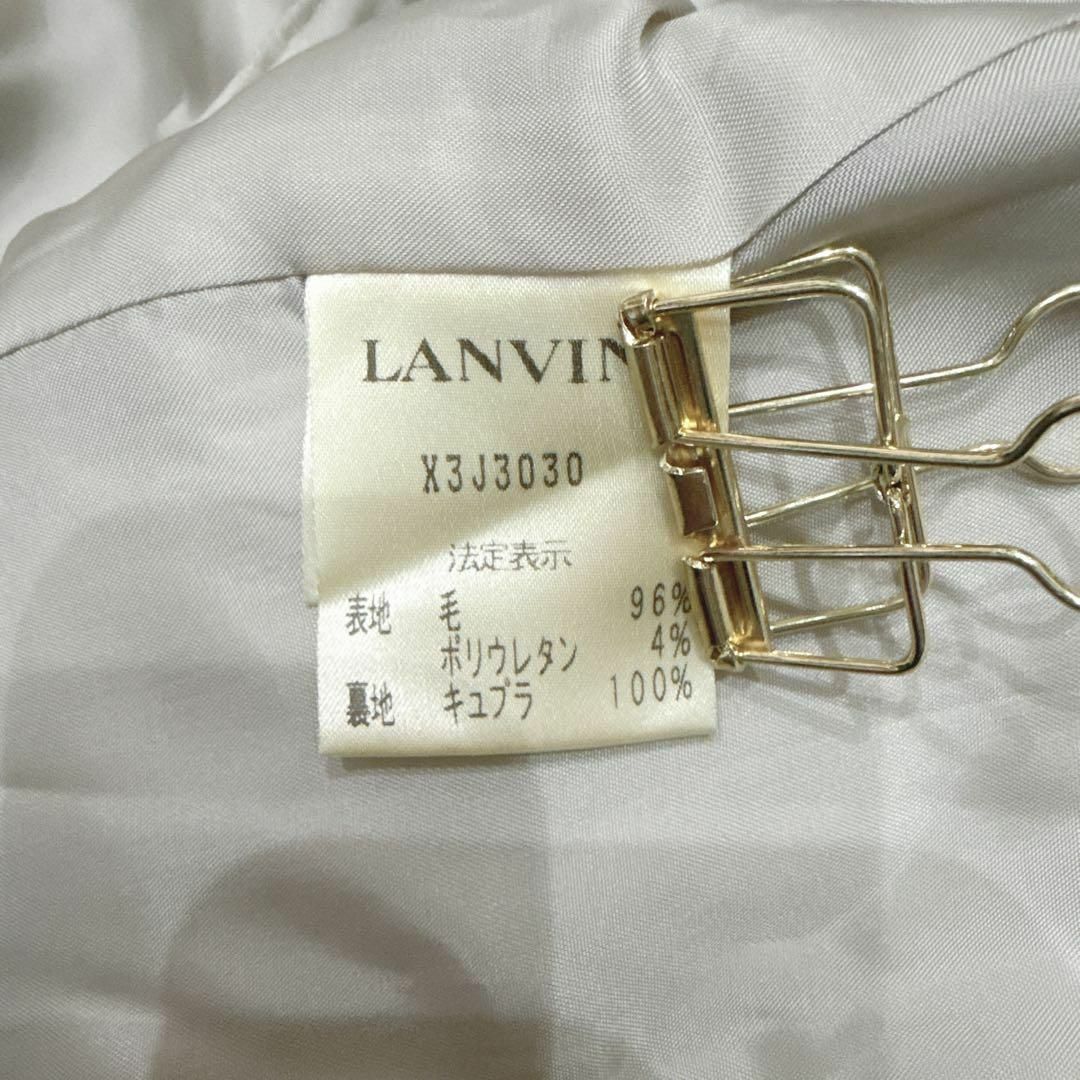 LANVIN
X3J3030
法定表示
表地 毛 96%
ポリウレタン 4%
裏地 キュプラ 100%